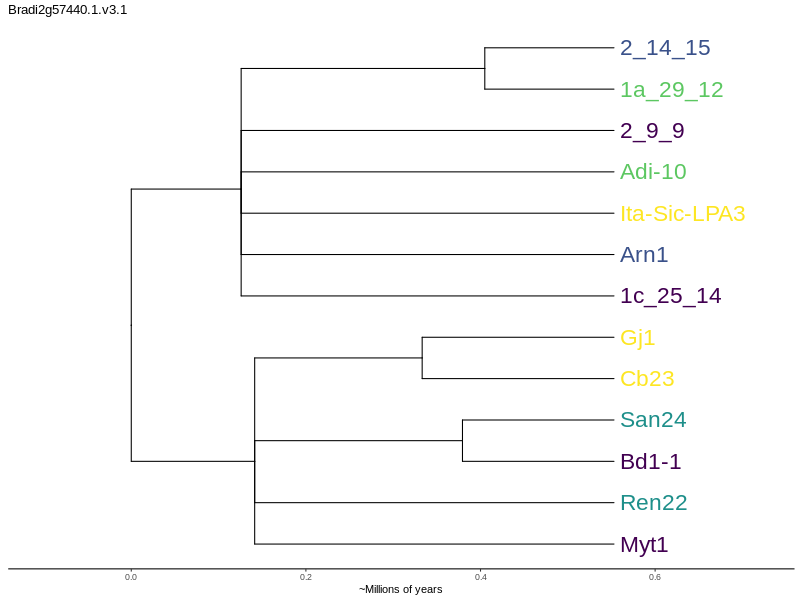 Bradi2g57440.1.v3.1
2_14_15
1a_29_12
2_9_9
Adi-10
Ita-Sic-LPA3
Arn1
1c_25_14
Gj1
Cb23
San24
Bd1-1
Ren22
Myt1
0.0 0.2 0.4 0.6
~Millions of years